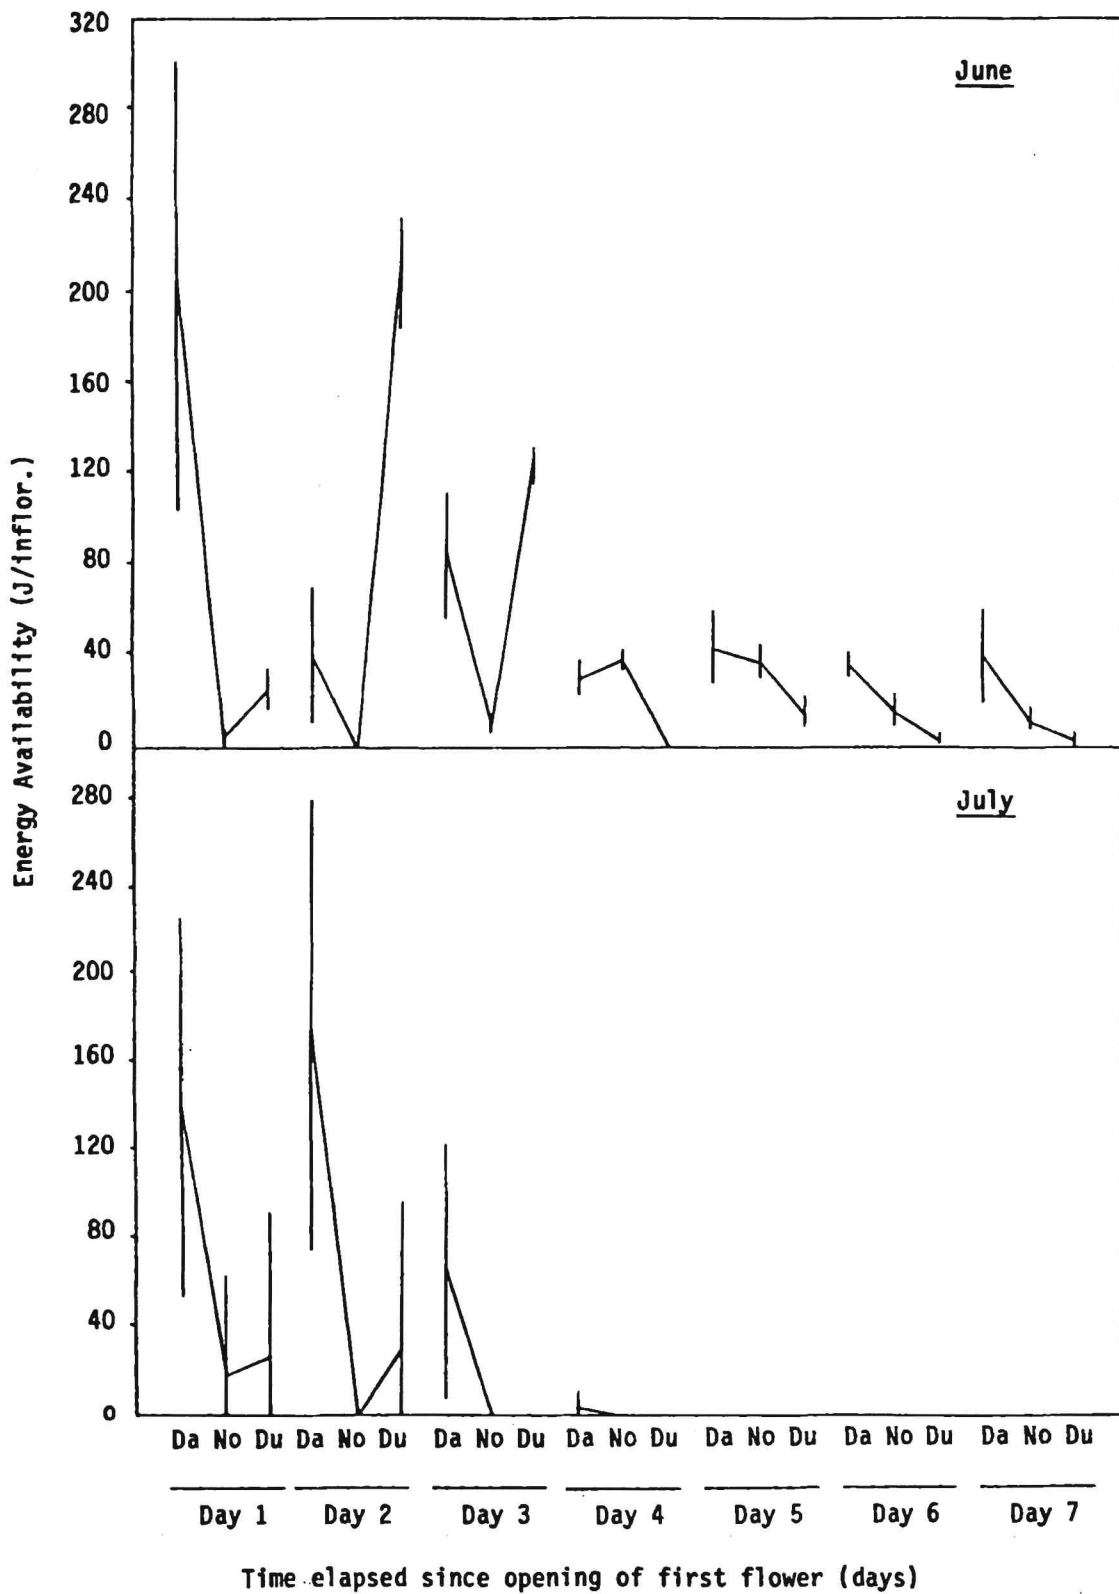 320
June
280
240
200
160
120
80
40
0
July
280
240
200
160
120
80
40
0
Energy Availability (J/inflor.)
Da No Du Da No Du Da No Du Da No Du Da No Du Da No Du Da No Du
Day 1 Day 2 Day 3 Day 4 Day 5 Day 6 Day 7
Time elapsed since opening of first flower (days)